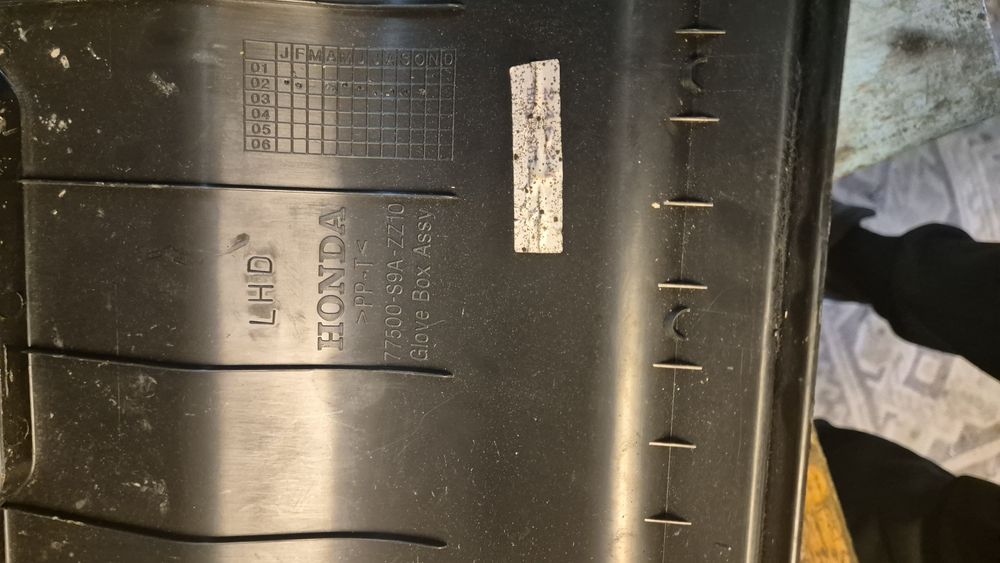 J F M A M J J A S O N D
01
02
03
04
05
06
LHD
HONDA
>PP-T<
77500-S9A-ZZ10
Glove Box Assy